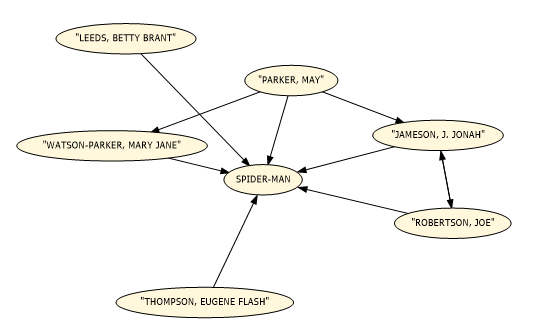 "LEEDS, BETTY BRANT"
"PARKER, MAY"
"JAMESON, J. JONAH"
"WATSON-PARKER, MARY JANE"
SPIDER-MAN
"ROBERTSON, JOE"
"THOMPSON, EUGENE FLASH"